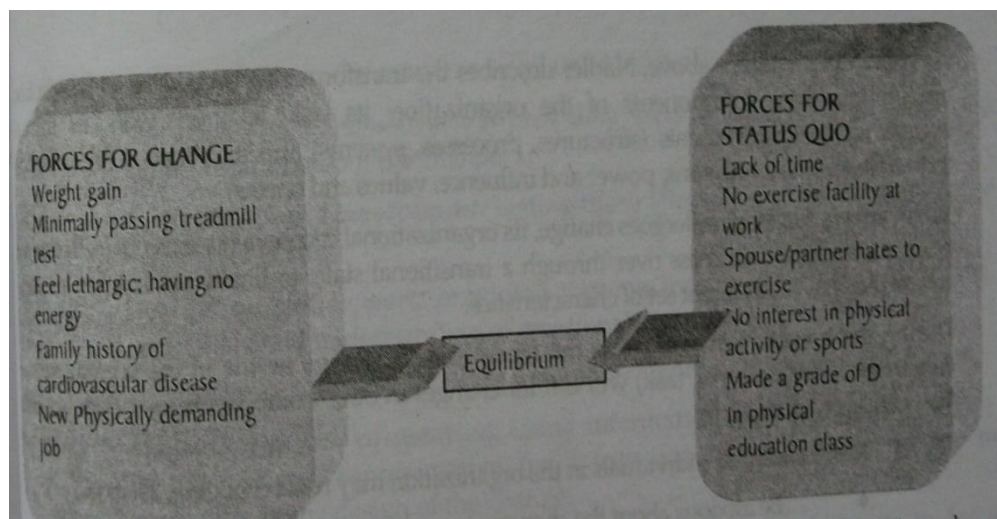 FORCES FOR CHANGE
Weight gain
Minimally passing treadmill
test
Feel lethargic; having no
energy
Family history of
cardiovascular disease
New Physically demanding
job
Equilibrium
FORCES FOR
STATUS QUO
Lack of time
No exercise facility at
work
Spouse/partner hates to
exercise
No interest in physical
activity or sports
Made a grade of D
in physical
education class